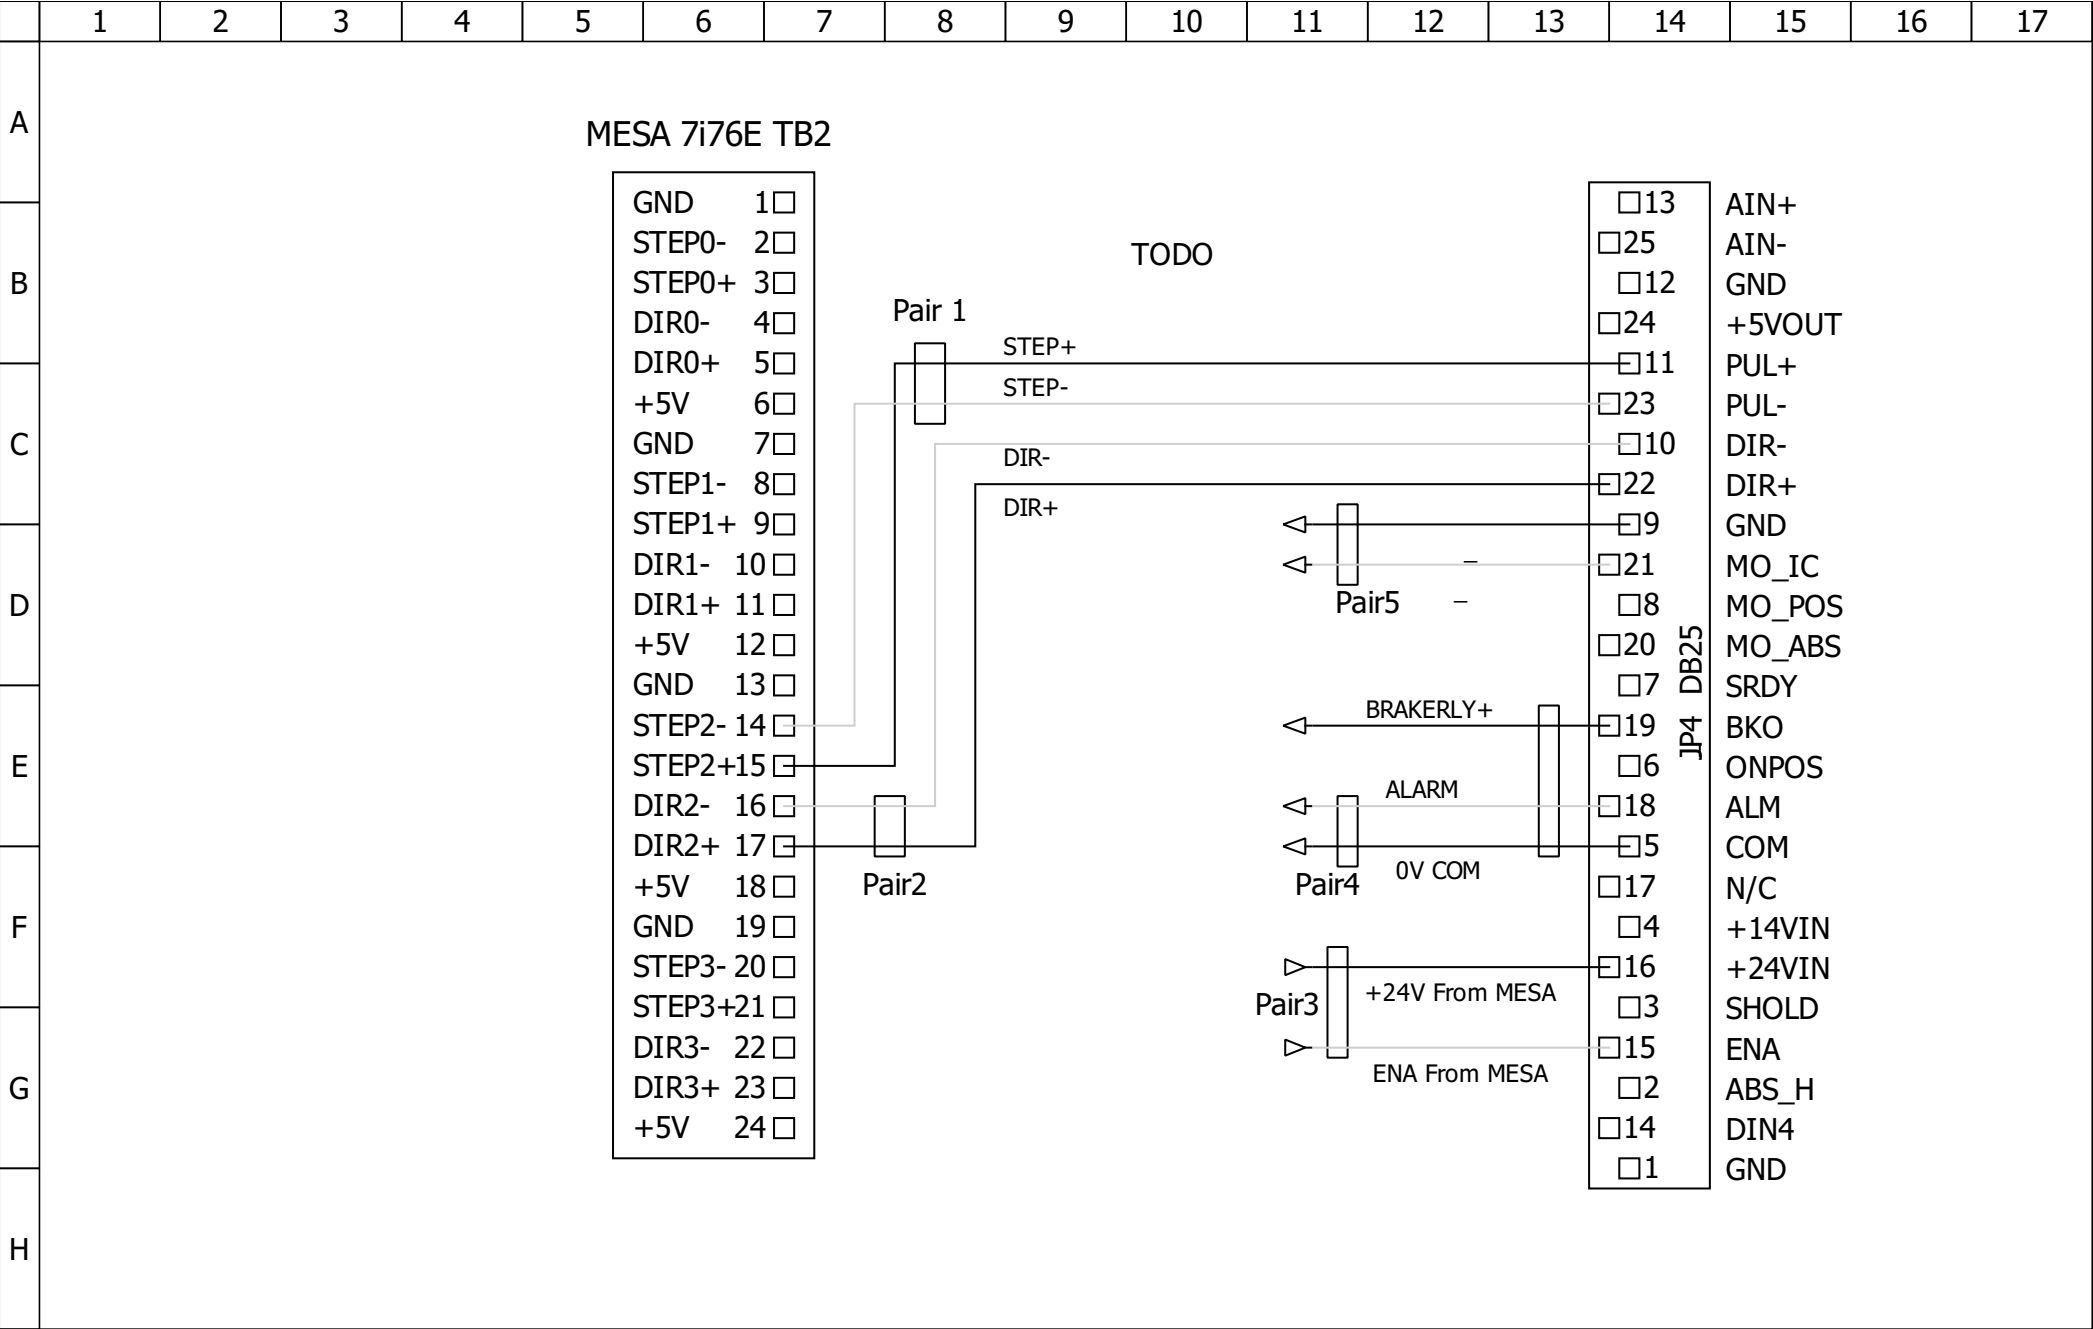 1 2 3 4 5 6 7 8 9 10 11 12 13 14 15 16 17
A
B
C
D
E
F
G
H
MESA 7i76E TB2
GND 1
STEP0- 2
STEP0+ 3
DIR0- 4
DIR0+ 5
+5V 6
GND 7
STEP1- 8
STEP1+ 9
DIR1- 10
DIR1+ 11
+5V 12
GND 13
STEP2- 14
STEP2+15
DIR2- 16
DIR2+ 17
+5V 18
GND 19
STEP3- 20
STEP3+21
DIR3- 22
DIR3+ 23
+5V 24
TODO
Pair 1
STEP+
STEP-
DIR-
DIR+
Pair2
–
Pair5 –
BRAKERLY+
ALARM
0V COM
Pair4
+24V From MESA
Pair3
ENA From MESA
JP4 DB25
13 AIN+
25 AIN-
12 GND
24 +5VOUT
11 PUL+
23 PUL-
10 DIR-
22 DIR+
9 GND
21 MO_IC
8 MO_POS
20 MO_ABS
7 SRDY
19 BKO
6 ONPOS
18 ALM
5 COM
17 N/C
4 +14VIN
16 +24VIN
3 SHOLD
15 ENA
2 ABS_H
14 DIN4
1 GND